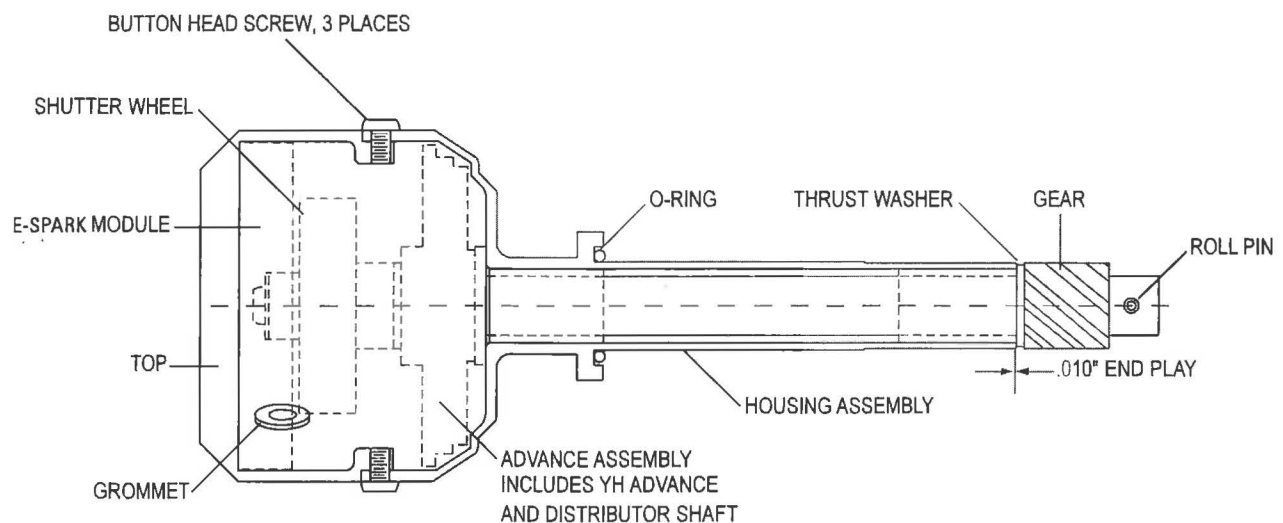 BUTTON HEAD SCREW, 3 PLACES
SHUTTER WHEEL
E-SPARK MODULE
TOP
GROMMET
O-RING
THRUST WASHER
GEAR
ROLL PIN
.010" END PLAY
HOUSING ASSEMBLY
ADVANCE ASSEMBLY
INCLUDES YH ADVANCE
AND DISTRIBUTOR SHAFT